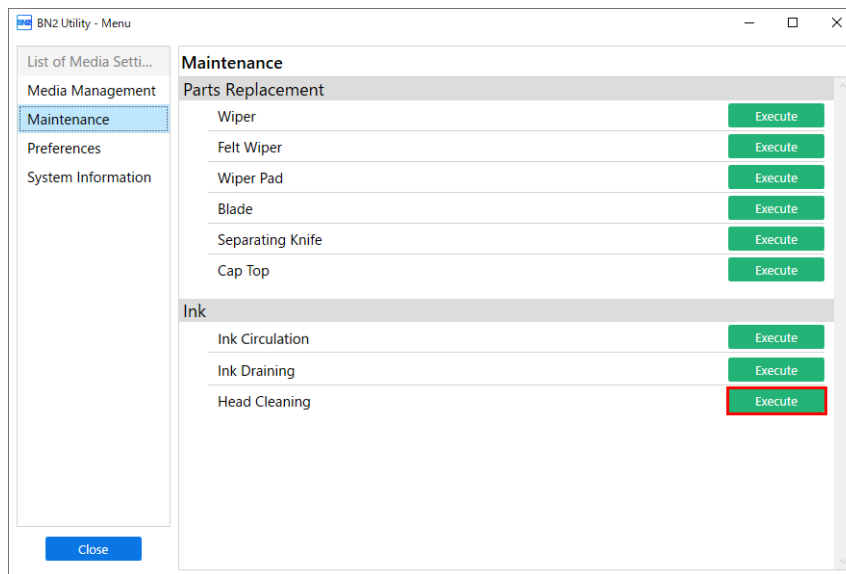 BN2 BN2 Utility - Menu
List of Media Setti...
Media Management
Maintenance
Preferences
System Information
Close
Maintenance
Parts Replacement
Wiper Execute
Felt Wiper Execute
Wiper Pad Execute
Blade Execute
Separating Knife Execute
Cap Top Execute
Ink
Ink Circulation Execute
Ink Draining Execute
Head Cleaning Execute